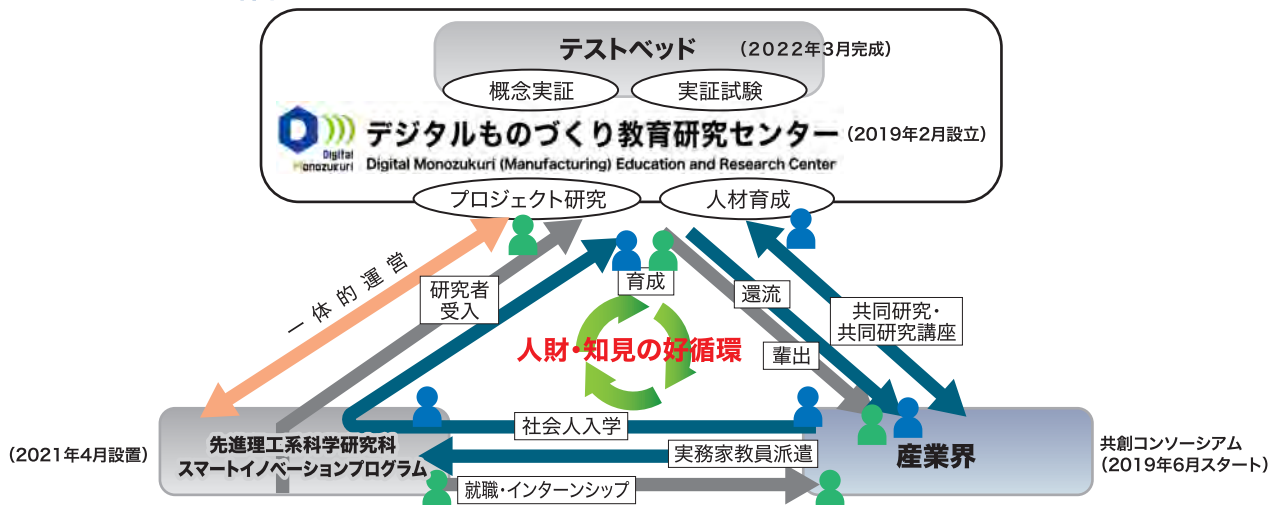 テストベッド (2022年3月完成)
概念実証 実証試験
Digital
Monozukuri
デジタルものづくり教育研究センター (2019年2月設立)
Digital Monozukuri (Manufacturing) Education and Research Center
プロジェクト研究 人材育成
一体的運営
研究者
受入
育成
還流
輩出
共同研究・
共同研究講座
人財・知見の好循環
(2021年4月設置)
先進理工系科学研究科
スマートイノベーションプログラム
社会人入学
実務家教員派遣
就職・インターンシップ
産業界
共創コンソーシアム
(2019年6月スタート)